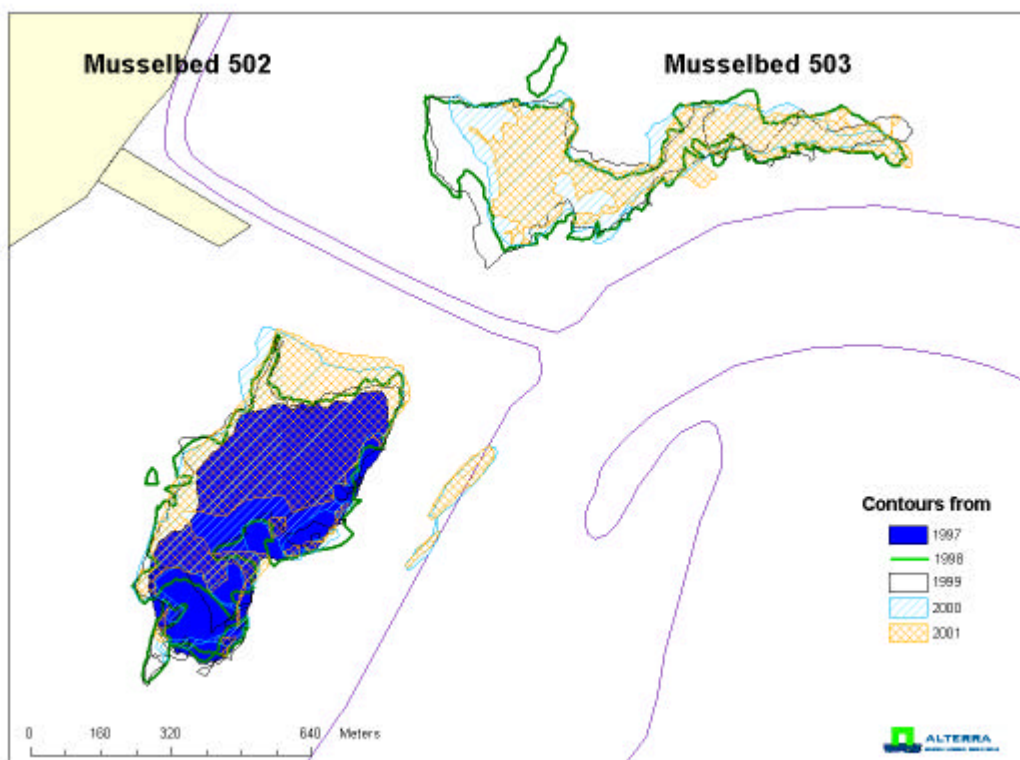 Musselbed 502
Musselbed 503
Contours from
1997
1998
1999
2000
2001
0 160 320 640 Meters
ALTERRA